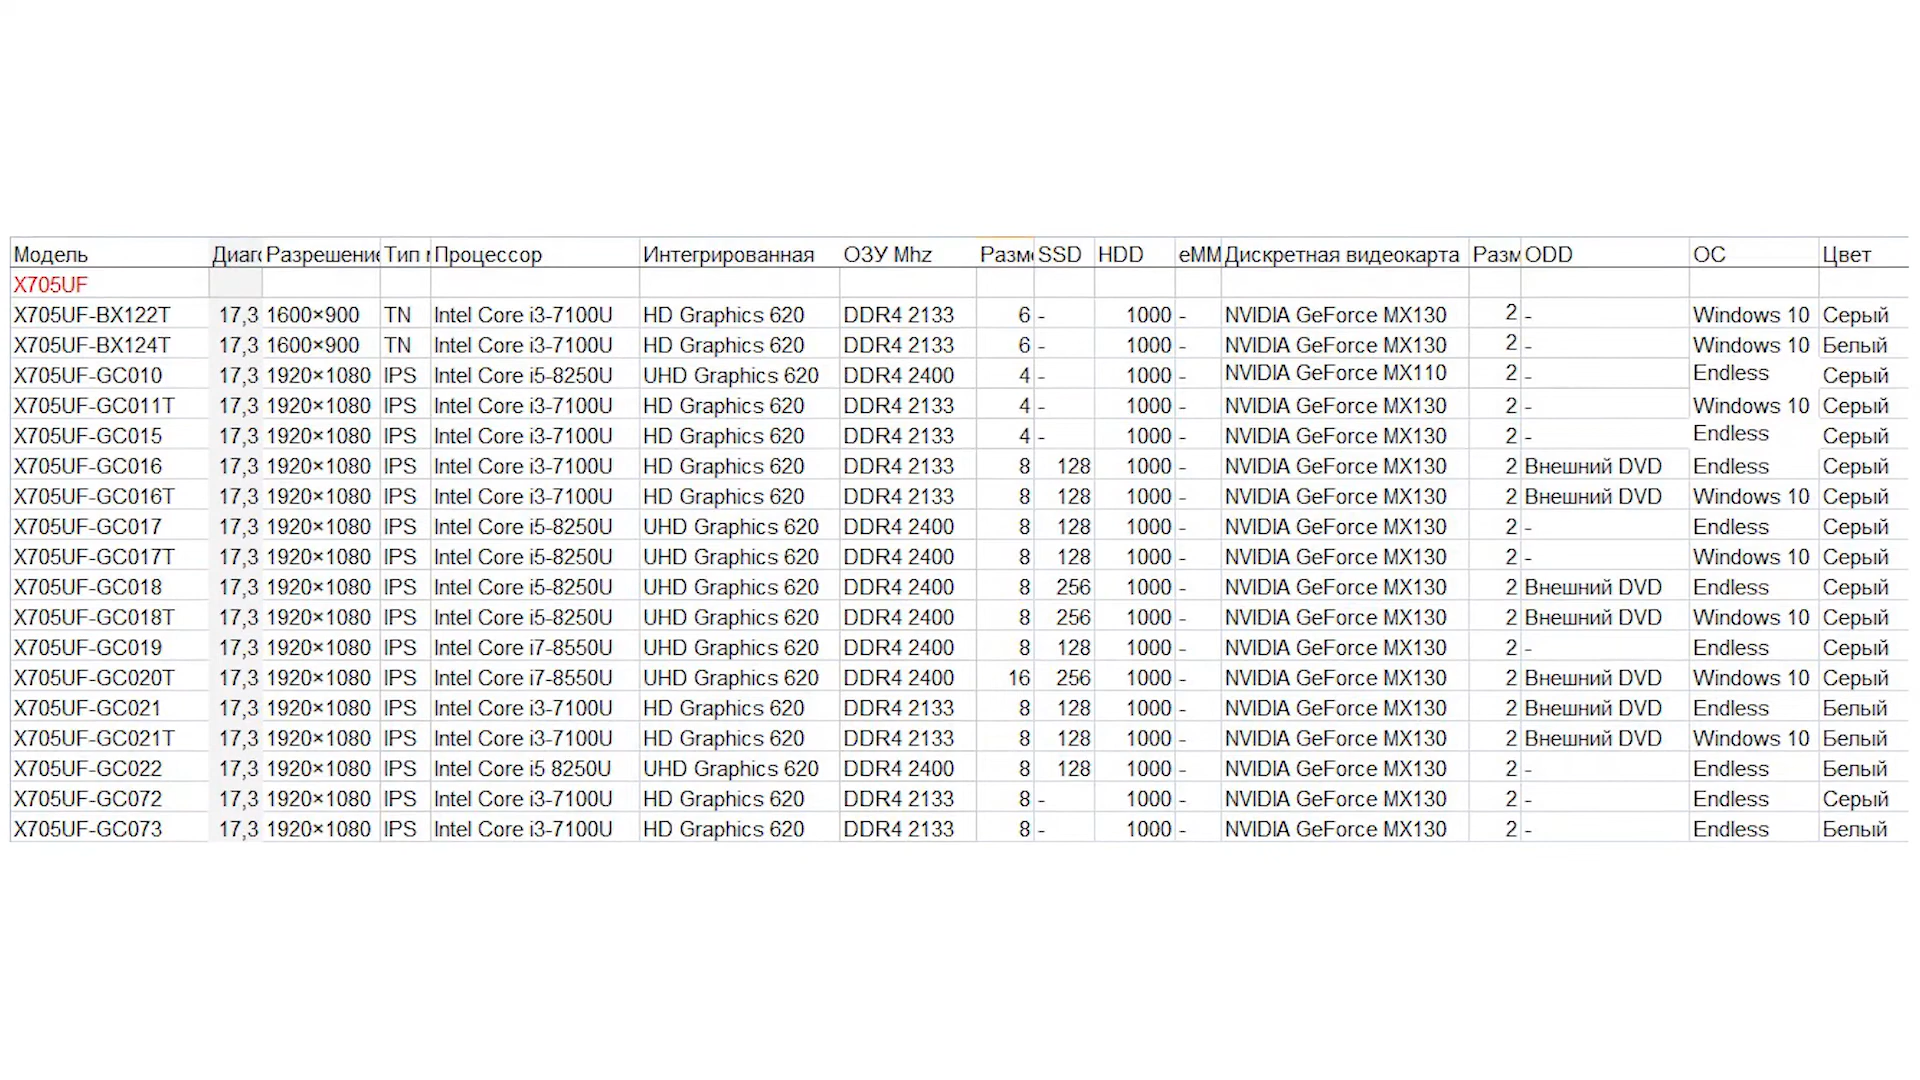 Модель Диаго Разрешение Тип Процессор Интегрированная ОЗУ Mhz Разме SSD HDD eMM Дискретная видеокарта Разм ODD ОС Цвет
X705UF
X705UF-BX122T 17,3 1600×900 TN Intel Core i3-7100U HD Graphics 620 DDR4 2133 6 - 1000 - NVIDIA GeForce MX130 2 - Windows 10 Серый
X705UF-BX124T 17,3 1600×900 TN Intel Core i3-7100U HD Graphics 620 DDR4 2133 6 - 1000 - NVIDIA GeForce MX130 2 - Windows 10 Белый
X705UF-GC010 17,3 1920×1080 IPS Intel Core i5-8250U UHD Graphics 620 DDR4 2400 4 - 1000 - NVIDIA GeForce MX110 2 - Endless Серый
X705UF-GC011T 17,3 1920×1080 IPS Intel Core i3-7100U HD Graphics 620 DDR4 2133 4 - 1000 - NVIDIA GeForce MX130 2 - Windows 10 Серый
X705UF-GC015 17,3 1920×1080 IPS Intel Core i3-7100U HD Graphics 620 DDR4 2133 4 - 1000 - NVIDIA GeForce MX130 2 - Endless Серый
X705UF-GC016 17,3 1920×1080 IPS Intel Core i3-7100U HD Graphics 620 DDR4 2133 8 128 1000 - NVIDIA GeForce MX130 2 Внешний DVD Endless Серый
X705UF-GC016T 17,3 1920×1080 IPS Intel Core i3-7100U HD Graphics 620 DDR4 2133 8 128 1000 - NVIDIA GeForce MX130 2 Внешний DVD Windows 10 Серый
X705UF-GC017 17,3 1920×1080 IPS Intel Core i5-8250U UHD Graphics 620 DDR4 2400 8 128 1000 - NVIDIA GeForce MX130 2 - Endless Серый
X705UF-GC017T 17,3 1920×1080 IPS Intel Core i5-8250U UHD Graphics 620 DDR4 2400 8 128 1000 - NVIDIA GeForce MX130 2 - Windows 10 Серый
X705UF-GC018 17,3 1920×1080 IPS Intel Core i5-8250U UHD Graphics 620 DDR4 2400 8 256 1000 - NVIDIA GeForce MX130 2 Внешний DVD Endless Серый
X705UF-GC018T 17,3 1920×1080 IPS Intel Core i5-8250U UHD Graphics 620 DDR4 2400 8 256 1000 - NVIDIA GeForce MX130 2 Внешний DVD Windows 10 Серый
X705UF-GC019 17,3 1920×1080 IPS Intel Core i7-8550U UHD Graphics 620 DDR4 2400 8 128 1000 - NVIDIA GeForce MX130 2 - Endless Серый
X705UF-GC020T 17,3 1920×1080 IPS Intel Core i7-8550U UHD Graphics 620 DDR4 2400 16 256 1000 - NVIDIA GeForce MX130 2 Внешний DVD Windows 10 Серый
X705UF-GC021 17,3 1920×1080 IPS Intel Core i3-7100U HD Graphics 620 DDR4 2133 8 128 1000 - NVIDIA GeForce MX130 2 Внешний DVD Endless Белый
X705UF-GC021T 17,3 1920×1080 IPS Intel Core i3-7100U HD Graphics 620 DDR4 2133 8 128 1000 - NVIDIA GeForce MX130 2 Внешний DVD Windows 10 Белый
X705UF-GC022 17,3 1920×1080 IPS Intel Core i5 8250U UHD Graphics 620 DDR4 2400 8 128 1000 - NVIDIA GeForce MX130 2 - Endless Белый
X705UF-GC072 17,3 1920×1080 IPS Intel Core i3-7100U HD Graphics 620 DDR4 2133 8 - 1000 - NVIDIA GeForce MX130 2 - Endless Серый
X705UF-GC073 17,3 1920×1080 IPS Intel Core i3-7100U HD Graphics 620 DDR4 2133 8 - 1000 - NVIDIA GeForce MX130 2 - Endless Белый